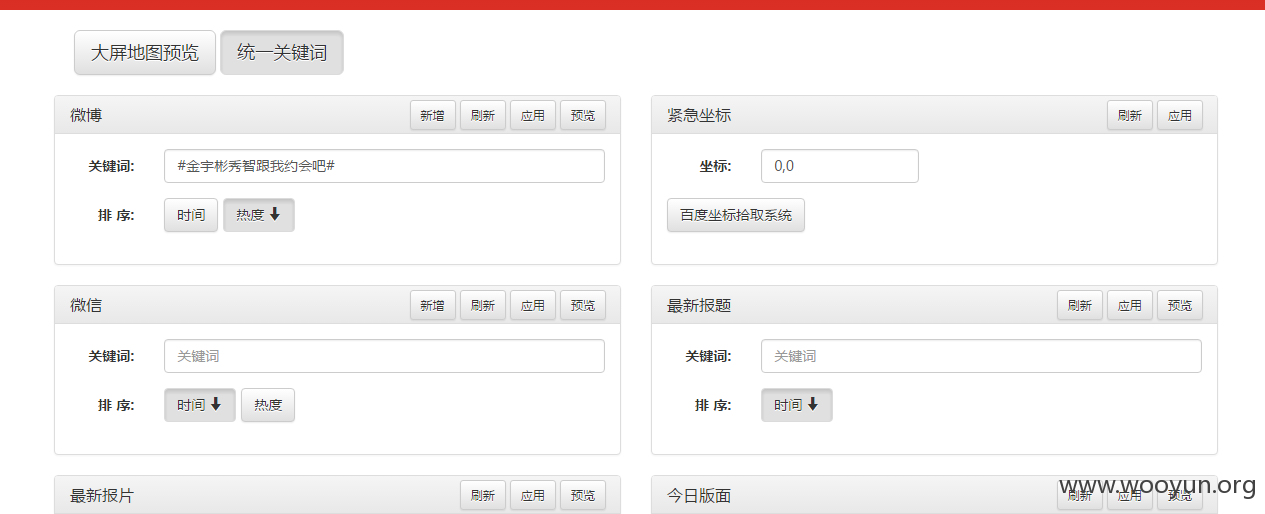 大屏地图预览 统一关键词
微博 新增 刷新 应用 预览
关键词: #金宇彬秀智跟我约会吧#
排 序: 时间 热度
紧急坐标 刷新 应用
坐标: 0,0
百度坐标拾取系统
微信 新增 刷新 应用 预览
关键词: 关键词
排 序: 时间 热度
最新报题 刷新 应用 预览
关键词: 关键词
排 序: 时间
最新报片 刷新 应用 预览
今日版面 刷新 应用 预览
www.wooyun.org